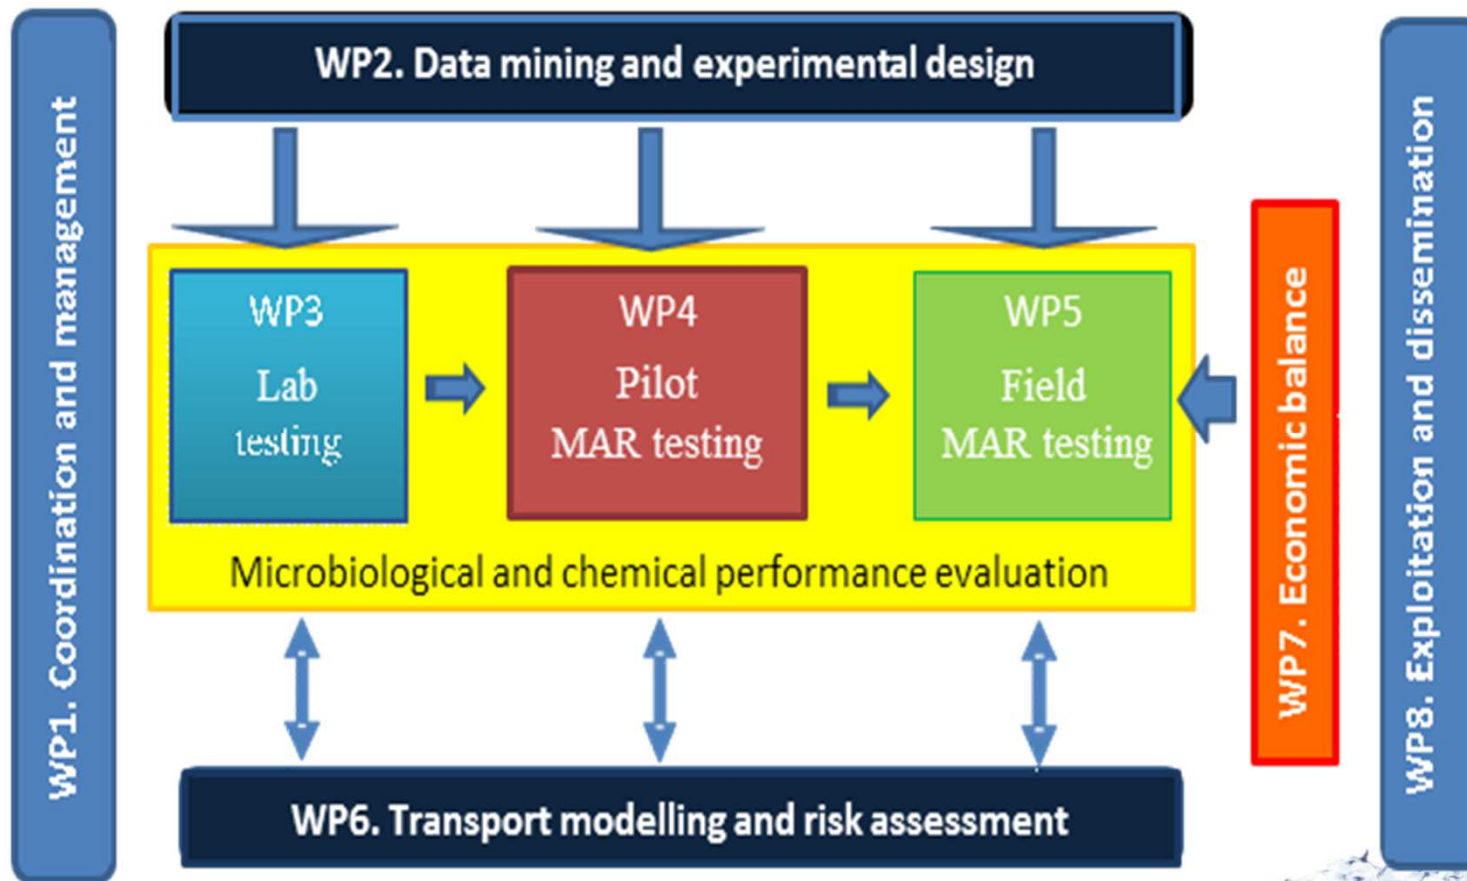 WP1. Coordination and management
WP2. Data mining and experimental design
WP3
Lab
testing
WP4
Pilot
MAR testing
WP5
Field
MAR testing
Microbiological and chemical performance evaluation
WP6. Transport modelling and risk assessment
WP7. Economic balance
WP8. Exploitation and dissemination